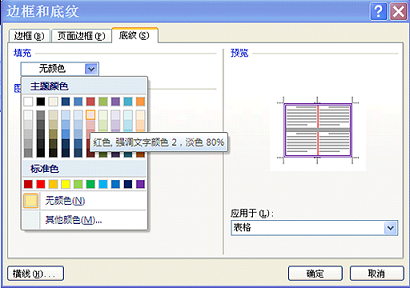 边框和底纹
边框(B) 页面边框(P) 底纹(S)
填充
无颜色
主题颜色
图
红色, 强调文字颜色 2，淡色 80%
标准色
无颜色(N)
其他颜色(M)...
预览
应用于(L)：
表格
横线(H)...
确定
取消